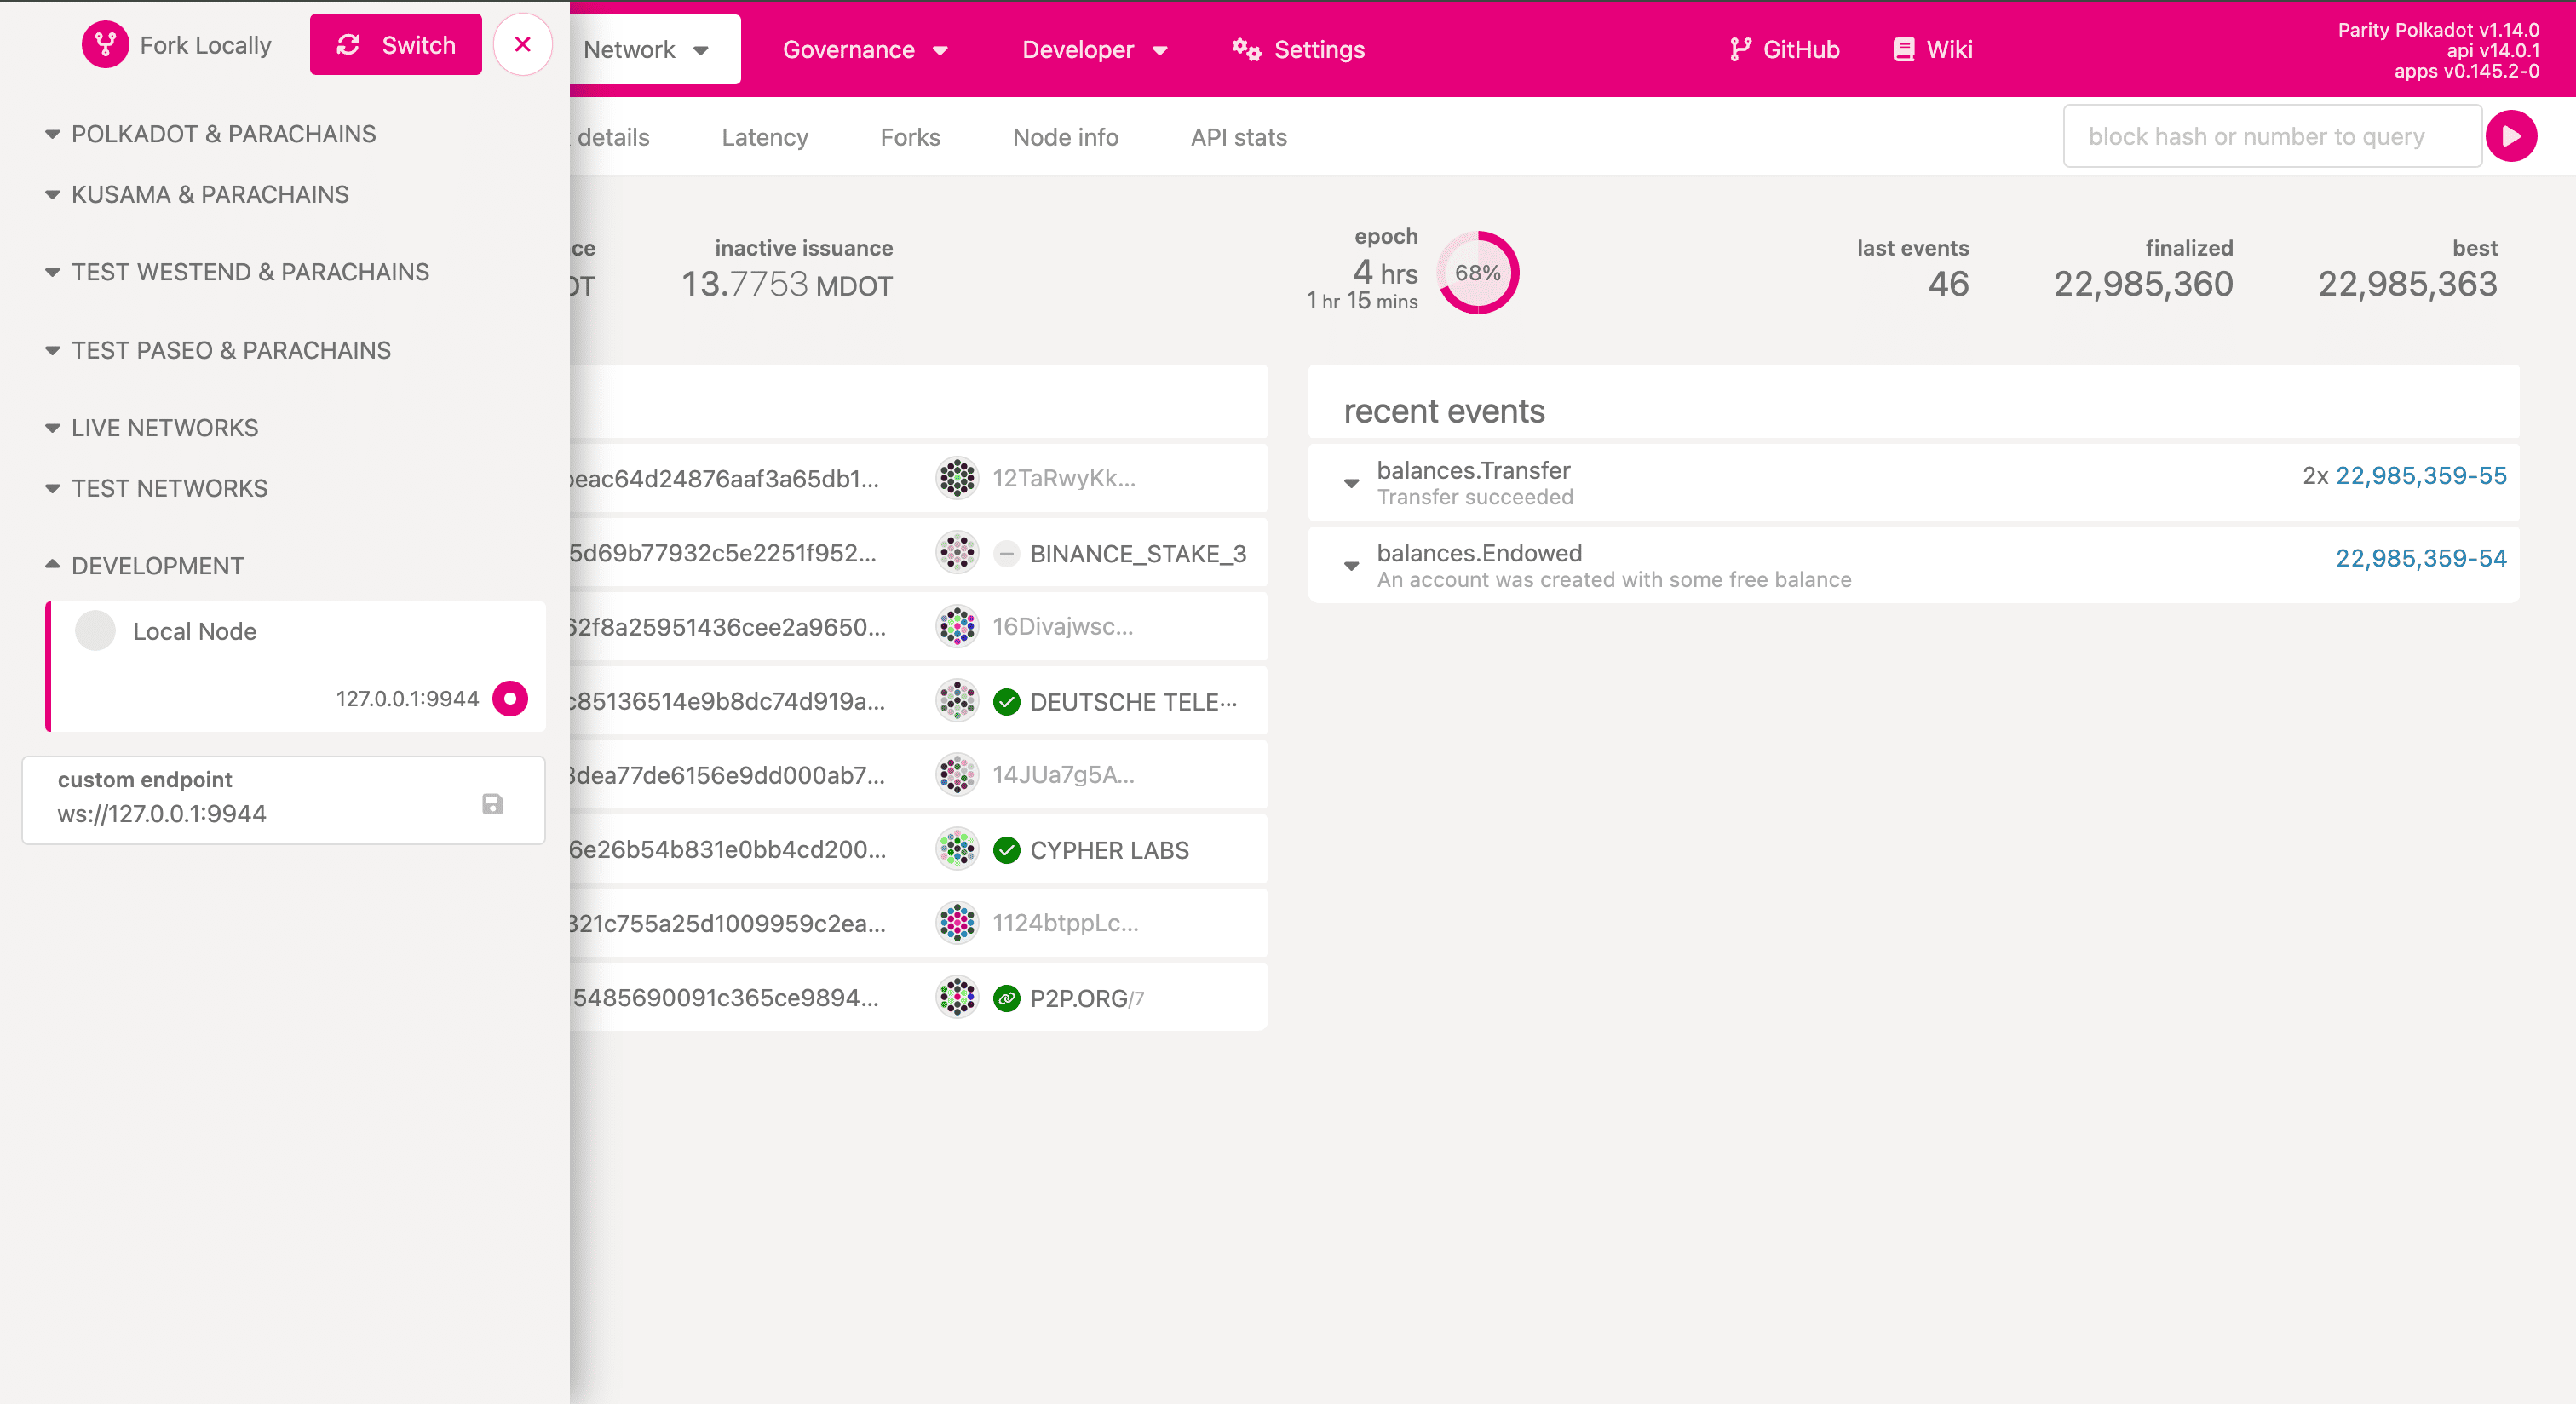 Fork Locally
Switch
Network
Governance
Developer
Settings
GitHub
Wiki
Parity Polkadot v1.14.0
api v14.0.1
apps v0.145.2-0
details
Latency
Forks
Node info
API stats
block hash or number to query
POLKADOT & PARACHAINS
KUSAMA & PARACHAINS
TEST WESTEND & PARACHAINS
TEST PASEO & PARACHAINS
LIVE NETWORKS
TEST NETWORKS
DEVELOPMENT
Local Node
127.0.0.1:9944
custom endpoint
ws://127.0.0.1:9944
inactive issuance
13.7753 MDOT
epoch
4 hrs
1 hr 15 mins
68%
last events
46
finalized
22,985,360
best
22,985,363
eac64d24876aaf3a65db1...
12TaRwyKk...
5d69b77932c5e2251f952...
BINANCE_STAKE_3
62f8a25951436cee2a9650...
16Divajwsc...
c85136514e9b8dc74d919a...
DEUTSCHE TELE...
3dea77de6156e9dd000ab7...
14JUa7g5A...
6e26b54b831e0bb4cd200...
CYPHER LABS
321c755a25d1009959c2ea...
1124btppLc...
5485690091c365ce9894...
P2P.ORG/7
recent events
balances.Transfer
Transfer succeeded
2x 22,985,359-55
balances.Endowed
An account was created with some free balance
22,985,359-54